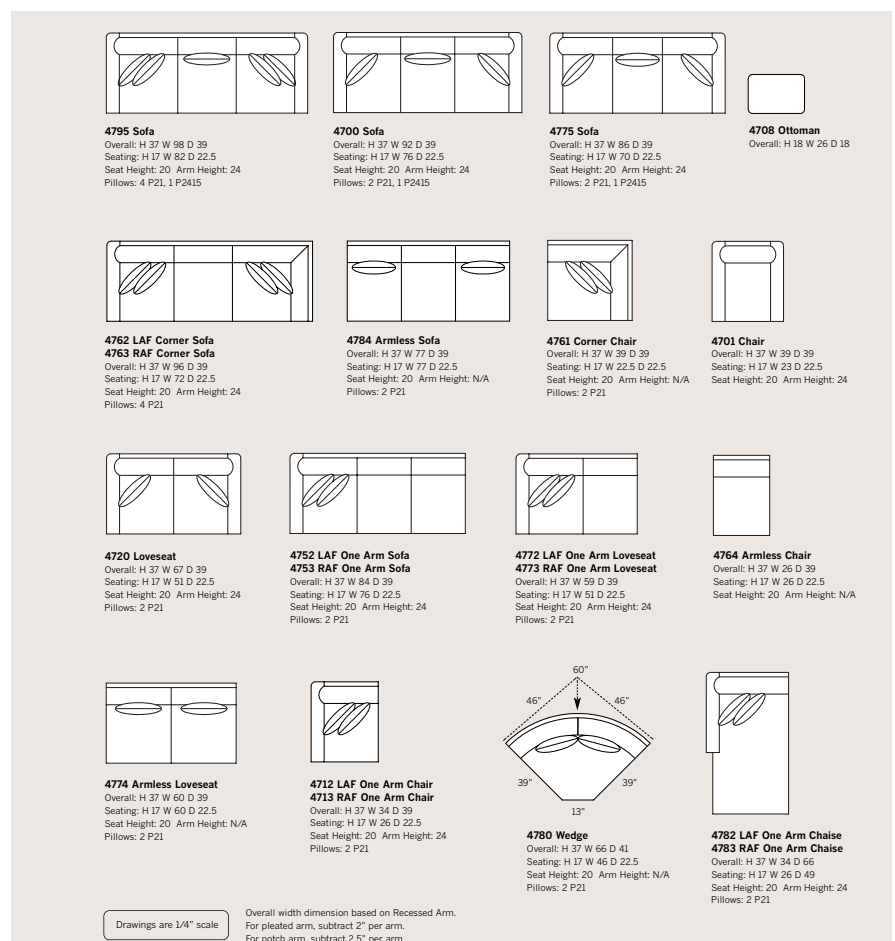 4795 Sofa
Overall: H 37 W 98 D 39
Seating: H 17 W 82 D 22.5
Seat Height: 20 Arm Height: 24
Pillows: 4 P21, 1 P2415
4700 Sofa
Overall: H 37 W 92 D 39
Seating: H 17 W 76 D 22.5
Seat Height: 20 Arm Height: 24
Pillows: 2 P21, 1 P2415
4775 Sofa
Overall: H 37 W 86 D 39
Seating: H 17 W 70 D 22.5
Seat Height: 20 Arm Height: 24
Pillows: 2 P21, 1 P2415
4708 Ottoman
Overall: H 18 W 26 D 18
4762 LAF Corner Sofa
4763 RAF Corner Sofa
Overall: H 37 W 96 D 39
Seating: H 17 W 72 D 22.5
Seat Height: 20 Arm Height: 24
Pillows: 4 P21
4784 Armless Sofa
Overall: H 37 W 77 D 39
Seating: H 17 W 77 D 22.5
Seat Height: 20 Arm Height: N/A
Pillows: 2 P21
4761 Corner Chair
Overall: H 37 W 39 D 39
Seating: H 17 W 22.5 D 22.5
Seat Height: 20 Arm Height: N/A
Pillows: 2 P21
4701 Chair
Overall: H 37 W 39 D 39
Seating: H 17 W 23 D 22.5
Seat Height: 20 Arm Height: 24
4720 Loveseat
Overall: H 37 W 67 D 39
Seating: H 17 W 51 D 22.5
Seat Height: 20 Arm Height: 24
Pillows: 2 P21
4752 LAF One Arm Sofa
4753 RAF One Arm Sofa
Overall: H 37 W 84 D 39
Seating: H 17 W 76 D 22.5
Seat Height: 20 Arm Height: 24
Pillows: 2 P21
4772 LAF One Arm Loveseat
4773 RAF One Arm Loveseat
Overall: H 37 W 59 D 39
Seating: H 17 W 51 D 22.5
Seat Height: 20 Arm Height: 24
Pillows: 2 P21
4764 Armless Chair
Overall: H 37 W 26 D 39
Seating: H 17 W 26 D 22.5
Seat Height: 20 Arm Height: N/A
4774 Armless Loveseat
Overall: H 37 W 60 D 39
Seating: H 17 W 60 D 22.5
Seat Height: 20 Arm Height: N/A
Pillows: 2 P21
4712 LAF One Arm Chair
4713 RAF One Arm Chair
Overall: H 37 W 34 D 39
Seating: H 17 W 26 D 22.5
Seat Height: 20 Arm Height: 24
Pillows: 2 P21
60"
46" 46"
39" 39"
13"
4780 Wedge
Overall: H 37 W 66 D 41
Seating: H 17 W 46 D 22.5
Seat Height: 20 Arm Height: N/A
Pillows: 2 P21
4782 LAF One Arm Chaise
4783 RAF One Arm Chaise
Overall: H 37 W 34 D 66
Seating: H 17 W 26 D 49
Seat Height: 20 Arm Height: 24
Pillows: 2 P21
Drawings are 1/4" scale
Overall width dimension based on Recessed Arm.
For pleated arm, subtract 2" per arm.
For notch arm, subtract 2.5" per arm